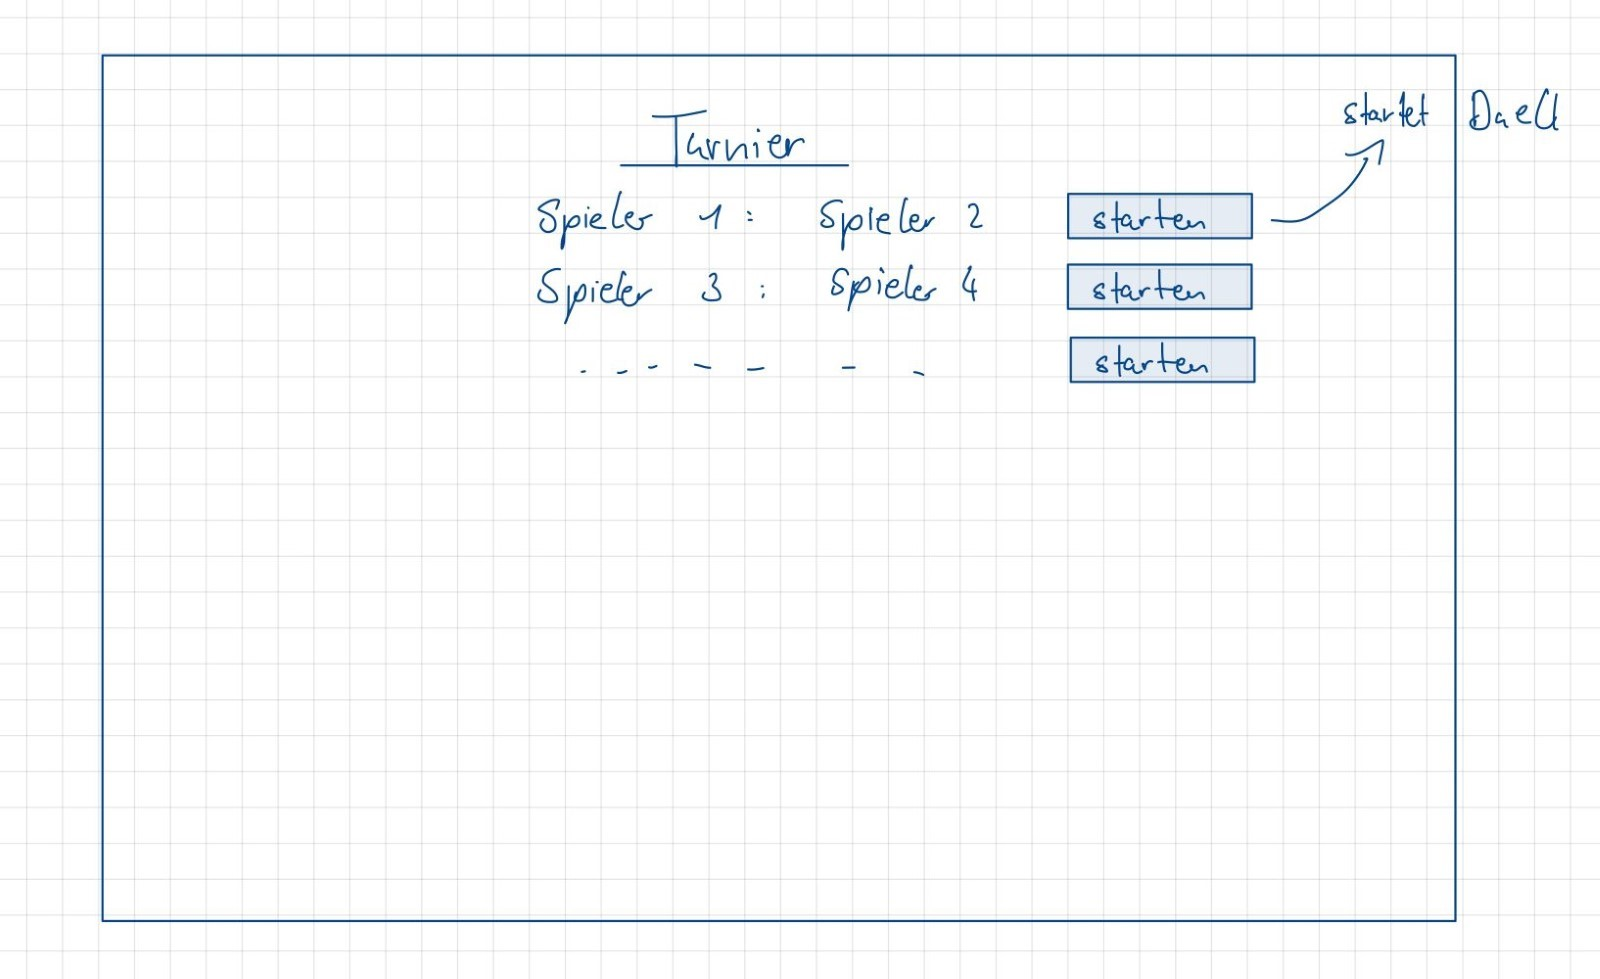 startet Duell
Turnier
Spieler 1 : Spieler 2 starten
Spieler 3 : Spieler 4 starten
. - - - - - - starten